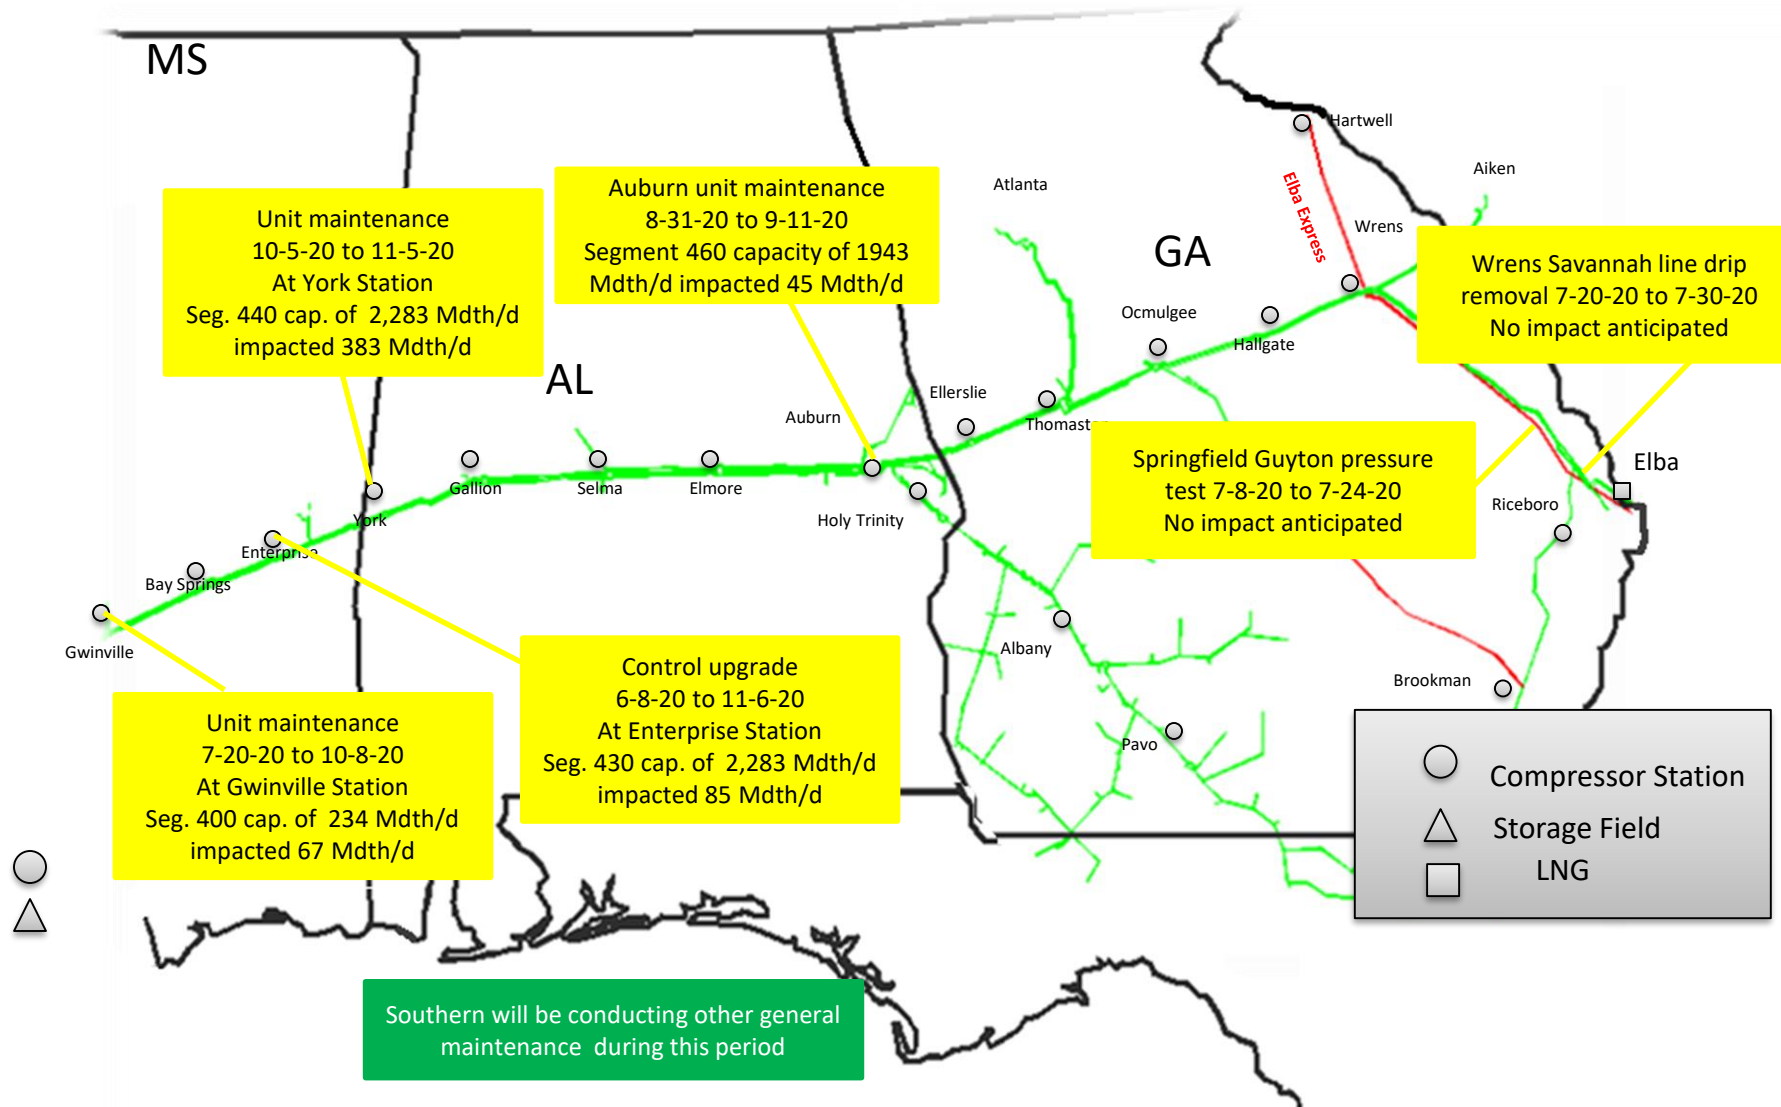 MS
Hartwell
Aiken
Auburn unit maintenance
8-31-20 to 9-11-20
Segment 460 capacity of 1943
Mdth/d impacted 45 Mdth/d
Atlanta
Elba Express
Wrens
Unit maintenance
10-5-20 to 11-5-20
At York Station
Seg. 440 cap. of 2,283 Mdth/d
impacted 383 Mdth/d
GA
Wrens Savannah line drip
removal 7-20-20 to 7-30-20
No impact anticipated
Ocmulgee
Hallgate
AL
Ellerslie
Auburn
Thomaston
Springfield Guyton pressure
test 7-8-20 to 7-24-20
No impact anticipated
Elba
Gallion
Selma
Elmore
Riceboro
York
Holy Trinity
Enterprise
Bay Springs
Gwinville
Albany
Control upgrade
6-8-20 to 11-6-20
At Enterprise Station
Seg. 430 cap. of 2,283 Mdth/d
impacted 85 Mdth/d
Brookman
Unit maintenance
7-20-20 to 10-8-20
At Gwinville Station
Seg. 400 cap. of 234 Mdth/d
impacted 67 Mdth/d
Pavo
Compressor Station
Storage Field
LNG
Southern will be conducting other general
maintenance during this period